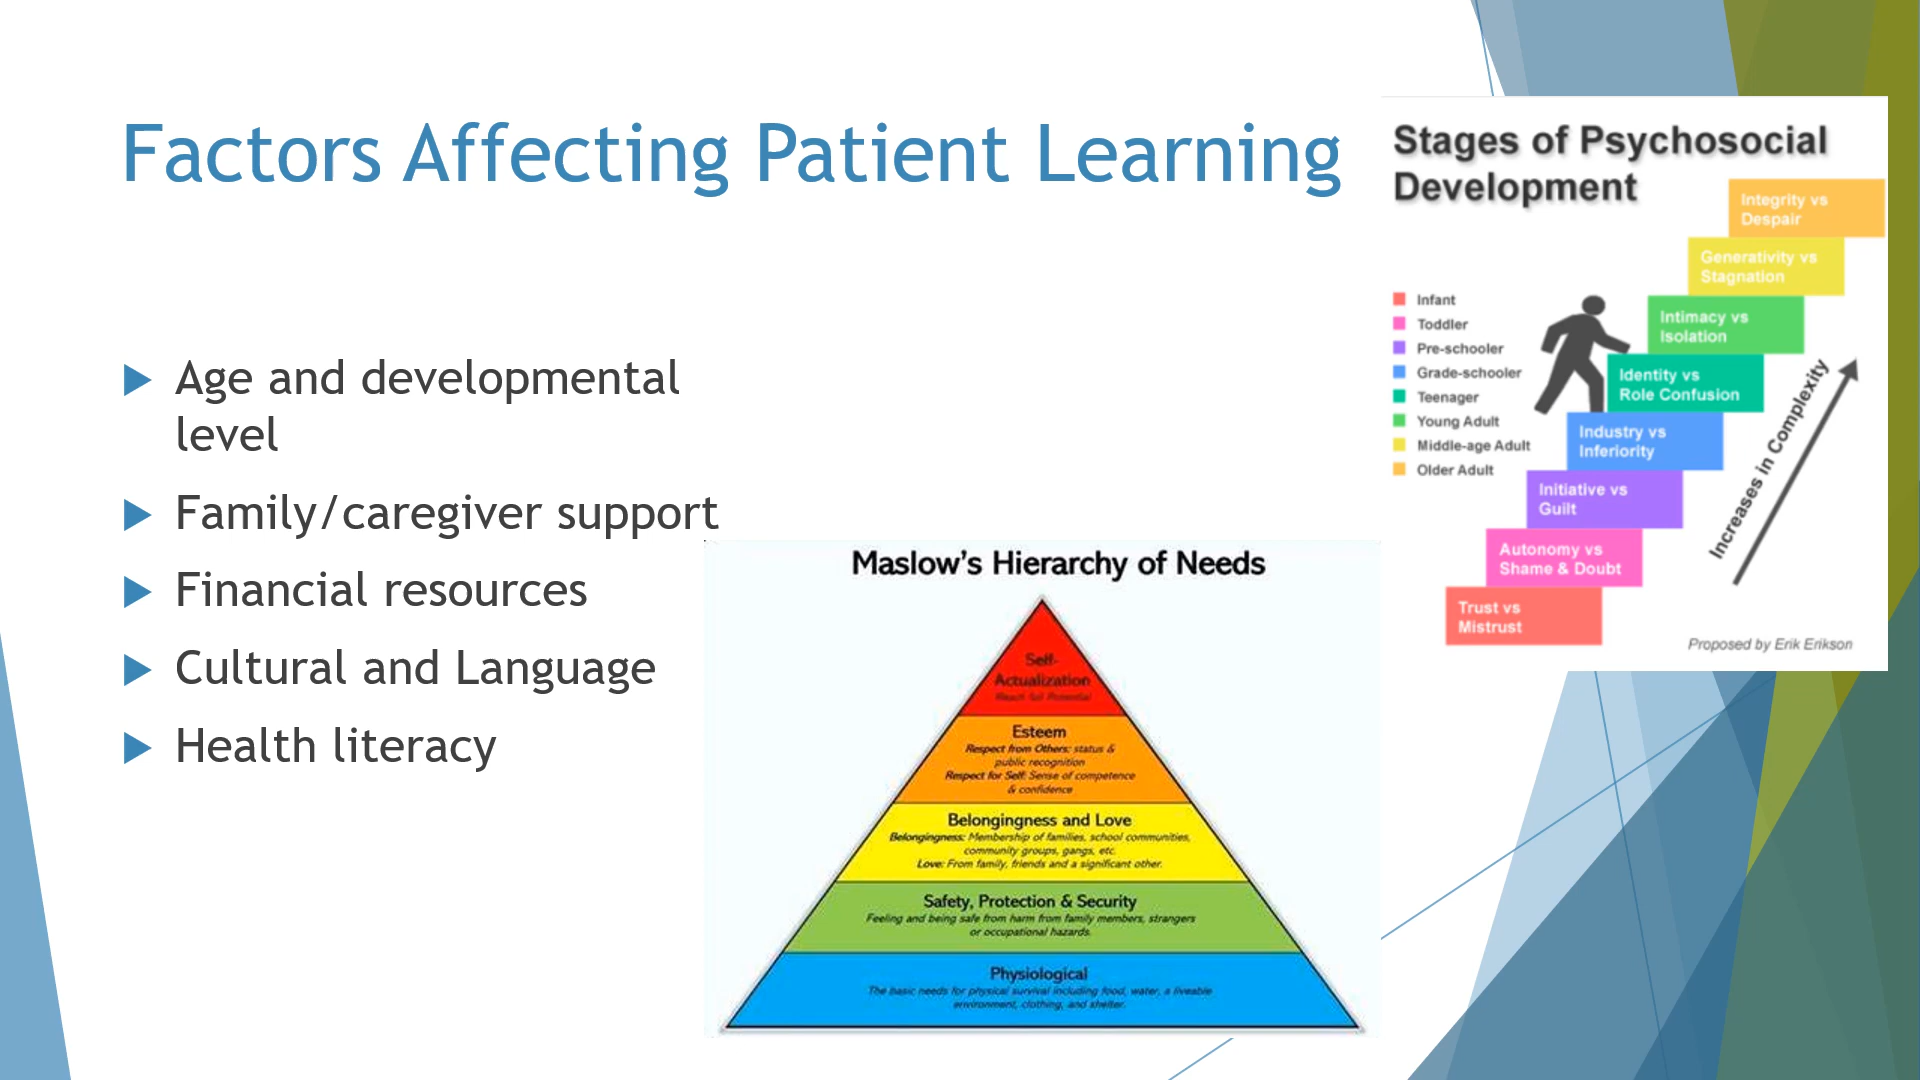 Factors Affecting Patient Learning
Age and developmental
level
Family/caregiver support
Financial resources
Cultural and Language
Health literacy
Maslow's Hierarchy of Needs
Self-
Actualization
Reach full Potential
Esteem
Respect from Others: status &
public recognition
Respect for Self: Sense of competence
& confidence
Belongingness and Love
Belongingness: Membership of families, school communities,
community groups, gangs, etc.
Love: From family, friends and a significant other.
Safety, Protection & Security
Feeling and being safe from harm from family members, strangers
or occupational hazards.
Physiological
The basic needs for physical survival including food, water, a liveable
environment, clothing, and shelter.
Stages of Psychosocial
Development
Infant
Toddler
Pre-schooler
Grade-schooler
Teenager
Young Adult
Middle-age Adult
Older Adult
Integrity vs
Despair
Generativity vs
Stagnation
Intimacy vs
Isolation
Identity vs
Role Confusion
Industry vs
Inferiority
Initiative vs
Guilt
Autonomy vs
Shame & Doubt
Trust vs
Mistrust
Increases in Complexity
Proposed by Erik Erikson